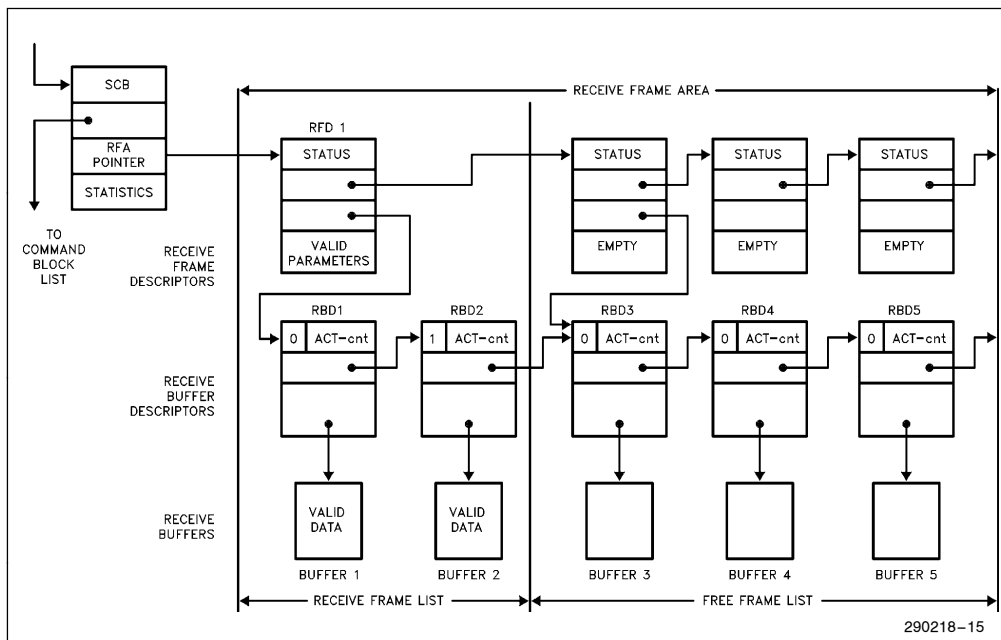 RECEIVE FRAME AREA
SCB
RFA
POINTER
STATISTICS
TO
COMMAND
BLOCK
LIST
RECEIVE
FRAME
DESCRIPTORS
RFD 1
STATUS
VALID
PARAMETERS
STATUS
EMPTY
STATUS
EMPTY
STATUS
EMPTY
RECEIVE
BUFFER
DESCRIPTORS
RBD1
0 ACT-cnt
RBD2
1 ACT-cnt
RBD3
0 ACT-cnt
RBD4
0 ACT-cnt
RBD5
0 ACT-cnt
RECEIVE
BUFFERS
VALID
DATA
BUFFER 1
VALID
DATA
BUFFER 2
BUFFER 3
BUFFER 4
BUFFER 5
RECEIVE FRAME LIST
FREE FRAME LIST
290218-15